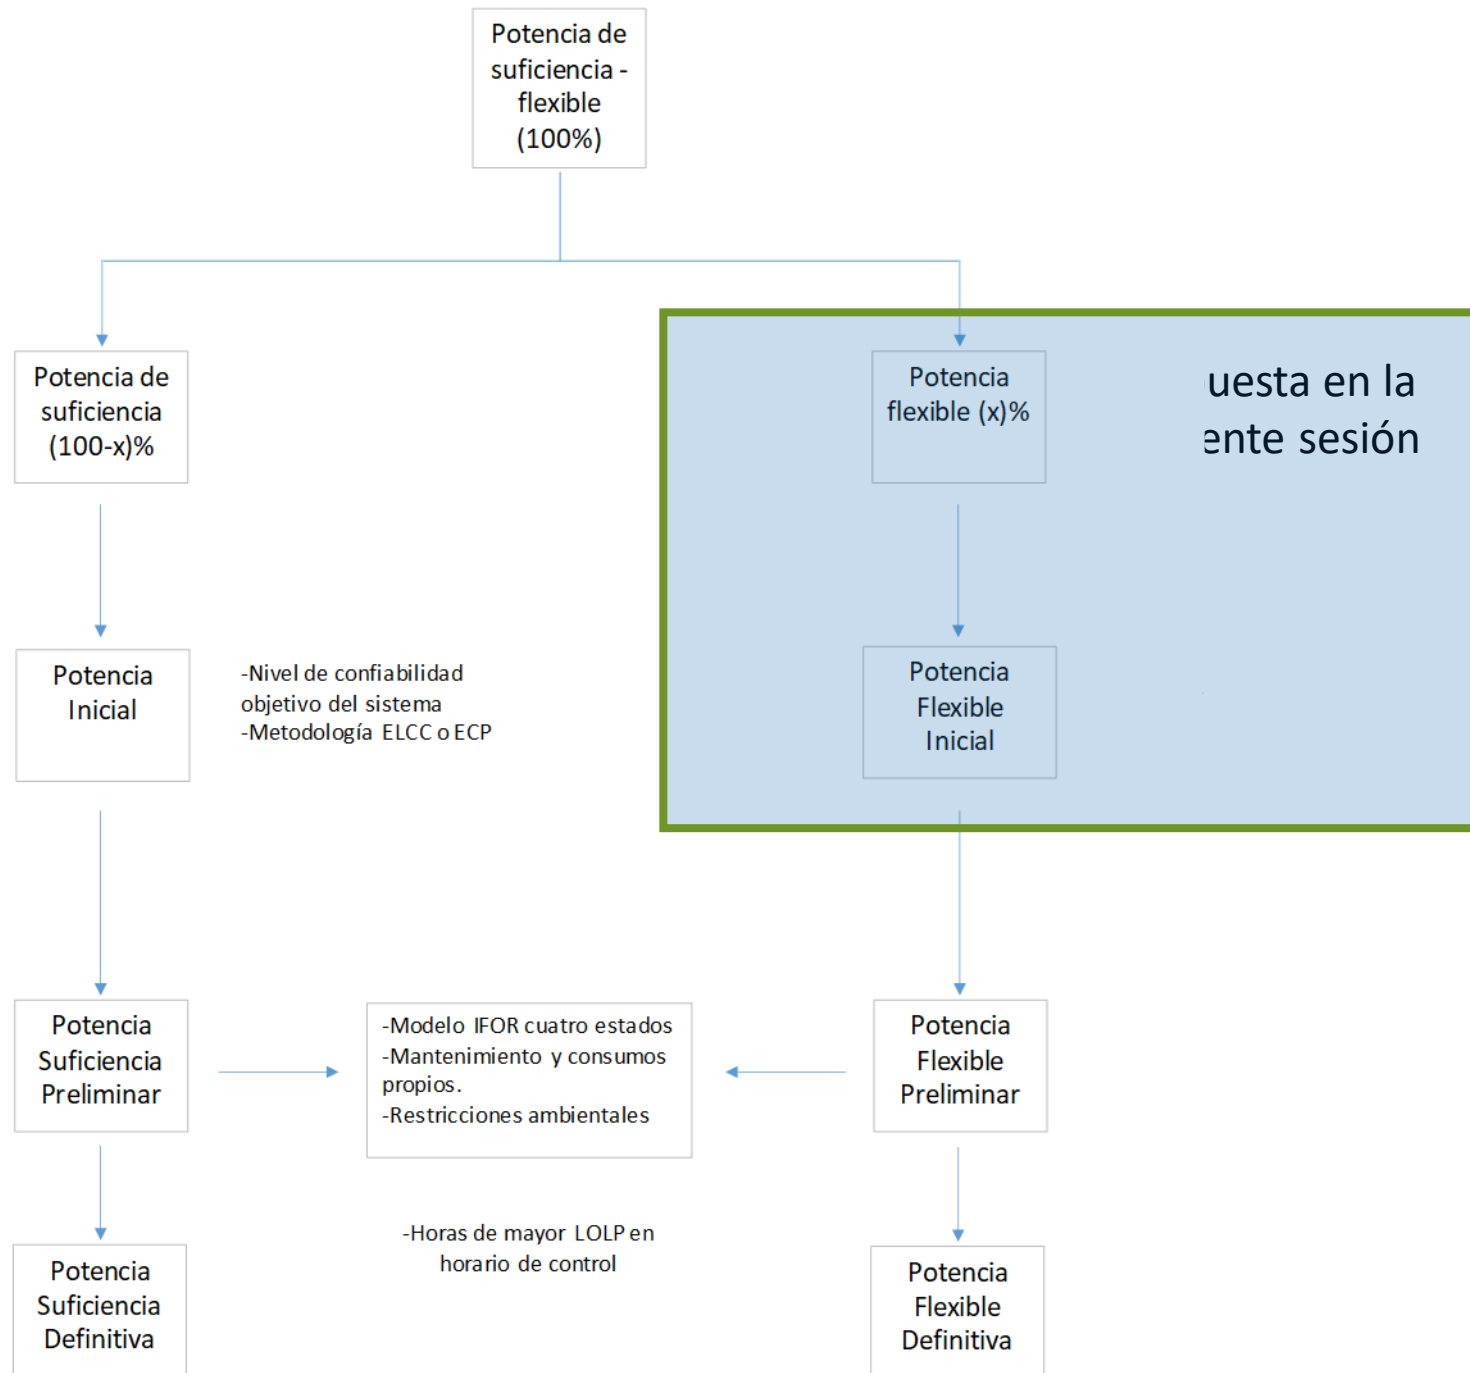 Potencia de
suficiencia -
flexible
(100%)
Potencia de
suficiencia
(100-x)%
Potencia
flexible (x)%
en la
sesión
Potencia
Inicial
-Nivel de confiabilidad
objetivo del sistema
-Metodología ELCC o ECP
Potencia
Flexible
Inicial
Potencia
Suficiencia
Preliminar
-Modelo IFOR cuatro estados
-Mantenimiento y consumos
propios.
-Restricciones ambientales
Potencia
Flexible
Preliminar
-Horas de mayor LOLP en
horario de control
Potencia
Suficiencia
Definitiva
Potencia
Flexible
Definitiva